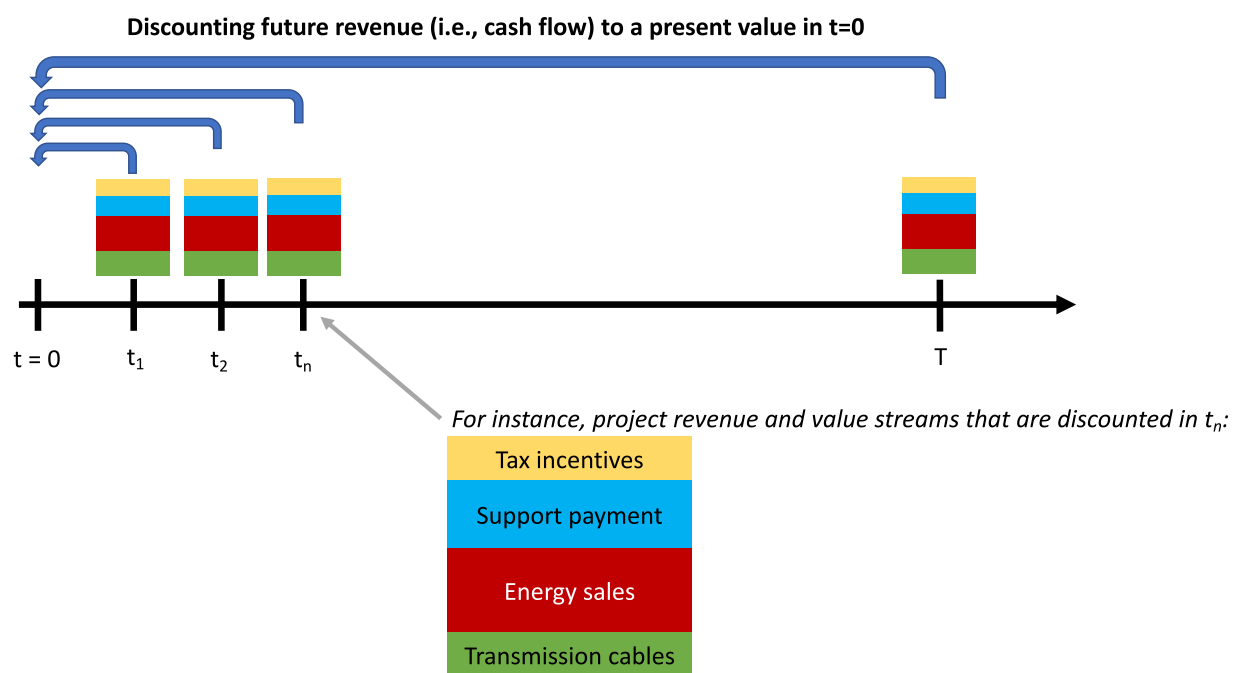 Discounting future revenue (i.e., cash flow) to a present value in t=0
t = 0 t₁ t₂ tₙ T
For instance, project revenue and value streams that are discounted in tₙ:
Tax incentives
Support payment
Energy sales
Transmission cables